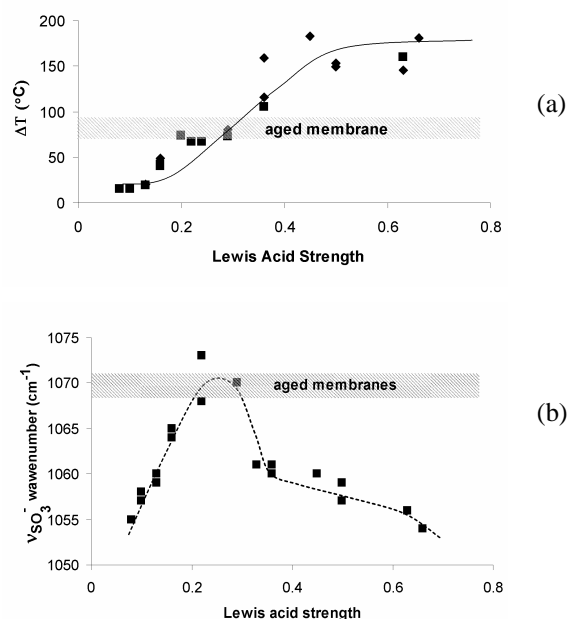 200
150
100
50
0
ΔT (°C)
aged membrane
0 0.2 0.4 0.6 0.8
Lewis Acid Strength
(a)
1075
1070
1065
1060
1055
1050
νSO3- wawenumber (cm-1)
aged membranes
0 0.2 0.4 0.6 0.8
Lewis acid strength
(b)